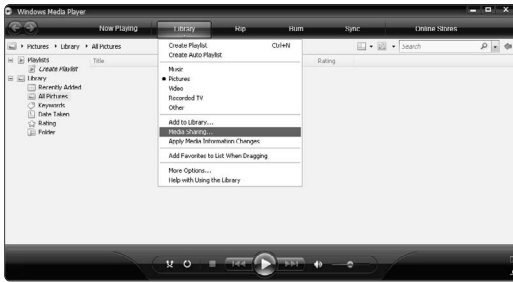 Windows Media Player
Now Playing
Library
Rip
Burn
Sync
Online Stores
Pictures Library All Pictures
Search
Playlists
Create Playlist
Library
Recently Added
All Pictures
Keywords
Date Taken
Rating
Folder
Title
Rating
Create Playlist Ctrl+N
Create Auto Playlist
Music
Pictures
Video
Recorded TV
Other
Add to Library...
Media Sharing...
Apply Media Information Changes
Add Favorites to List When Dragging
More Options...
Help with Using the Library